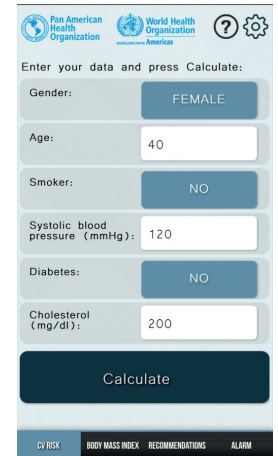 Pan American
Health
Organization
World Health
Organization
Americas
?
Enter your data and press Calculate:
Gender:
FEMALE
Age:
40
Smoker:
NO
Systolic blood
pressure (mmHg):
120
Diabetes:
NO
Cholesterol
(mg/dl):
200
Calculate
CV RISK BODY MASS INDEX RECOMMENDATIONS ALARM